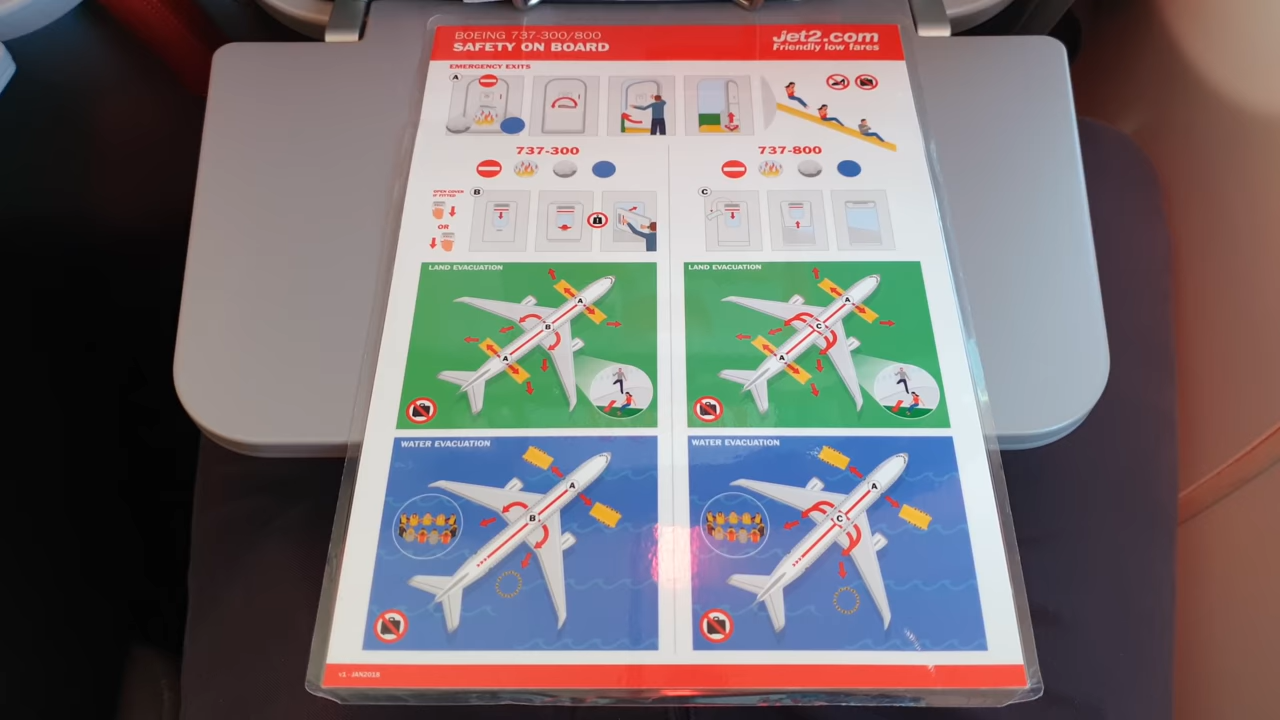 BOEING 737-300/800
SAFETY ON BOARD
Jet2.com
Friendly low fares
EMERGENCY EXITS
A
737-300
737-800
OPEN COVER
IF FITTED
OR
B
C
LAND EVACUATION
A
B
A
LAND EVACUATION
A
C
A
WATER EVACUATION
A
B
WATER EVACUATION
A
C
v1 - JAN2018